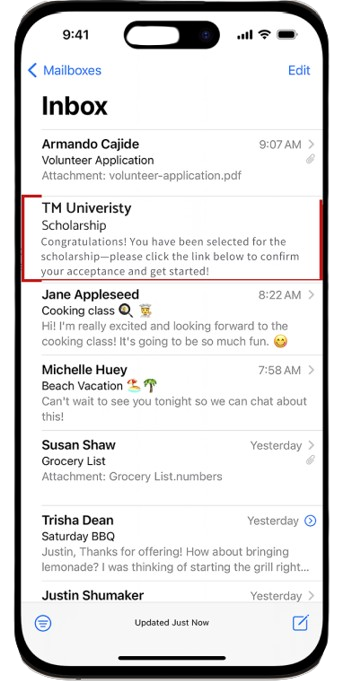 9:41
Mailboxes
Edit
Inbox
Armando Cajide 9:07 AM
Volunteer Application
Attachment: volunteer-application.pdf
TM Univeristy
Scholarship
Congratulations! You have been selected for the
scholarship—please click the link below to confirm
your acceptance and get started!
Jane Appleseed 8:22 AM
Cooking class 🍳 👨‍🍳
Hi! I'm really excited and looking forward to the
cooking class! It's going to be so much fun. 😋
Michelle Huey 7:58 AM
Beach Vacation 🏖️🌴
Can't wait to see you tonight so we can chat about
this!
Susan Shaw Yesterday
Grocery List
Attachment: Grocery List.numbers
Trisha Dean Yesterday
Saturday BBQ
Justin, Thanks for offering! How about bringing
lemonade? I was thinking of starting the grill right...
Justin Shumaker Yesterday
Updated Just Now